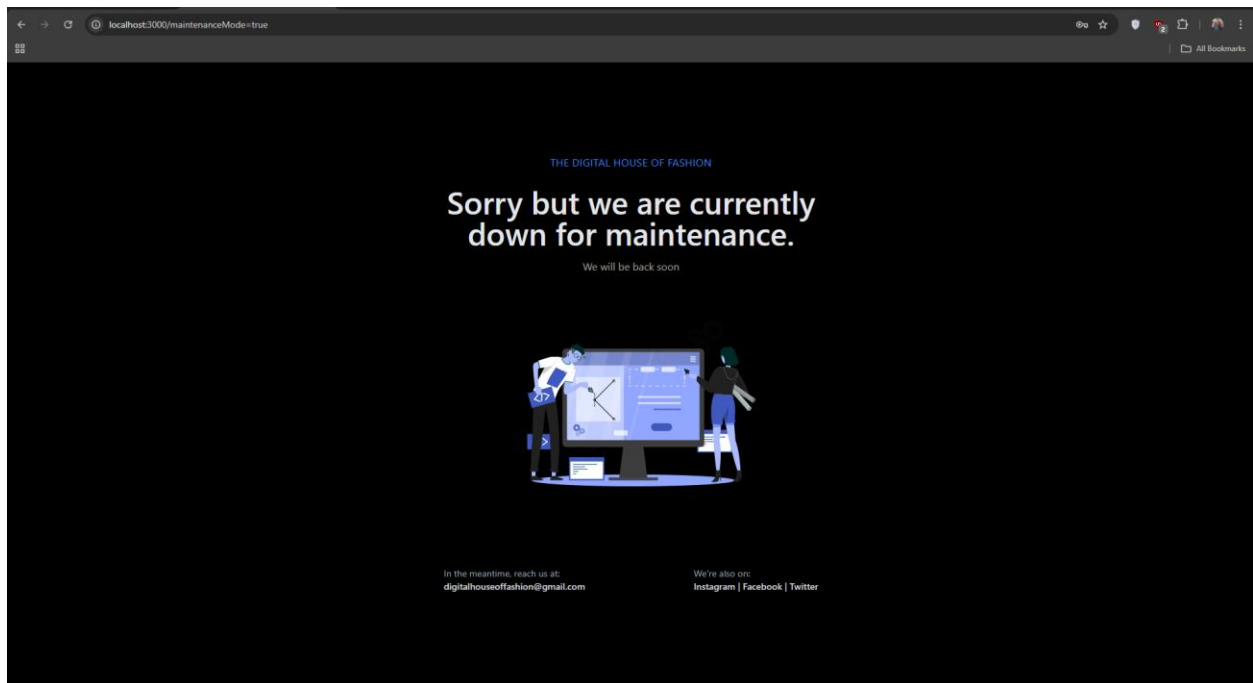 localhost:3000/maintenanceMode=true
2
All Bookmarks
THE DIGITAL HOUSE OF FASHION
Sorry but we are currently
down for maintenance.
We will be back soon
</>
In the meantime, reach us at:
digitalhouseoffashion@gmail.com
We're also on:
Instagram | Facebook | Twitter